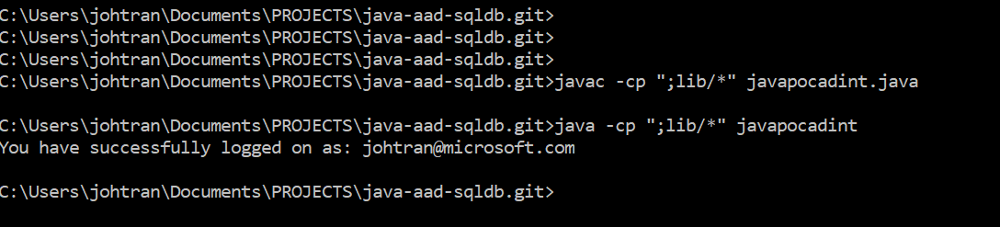 C:\Users\johtran\Documents\PROJECTS\java-aad-sqldb.git>
C:\Users\johtran\Documents\PROJECTS\java-aad-sqldb.git>
C:\Users\johtran\Documents\PROJECTS\java-aad-sqldb.git>
C:\Users\johtran\Documents\PROJECTS\java-aad-sqldb.git>javac -cp ";lib/*" javapocadint.java
C:\Users\johtran\Documents\PROJECTS\java-aad-sqldb.git>java -cp ";lib/*" javapocadint
You have successfully logged on as: johtran@microsoft.com
C:\Users\johtran\Documents\PROJECTS\java-aad-sqldb.git>